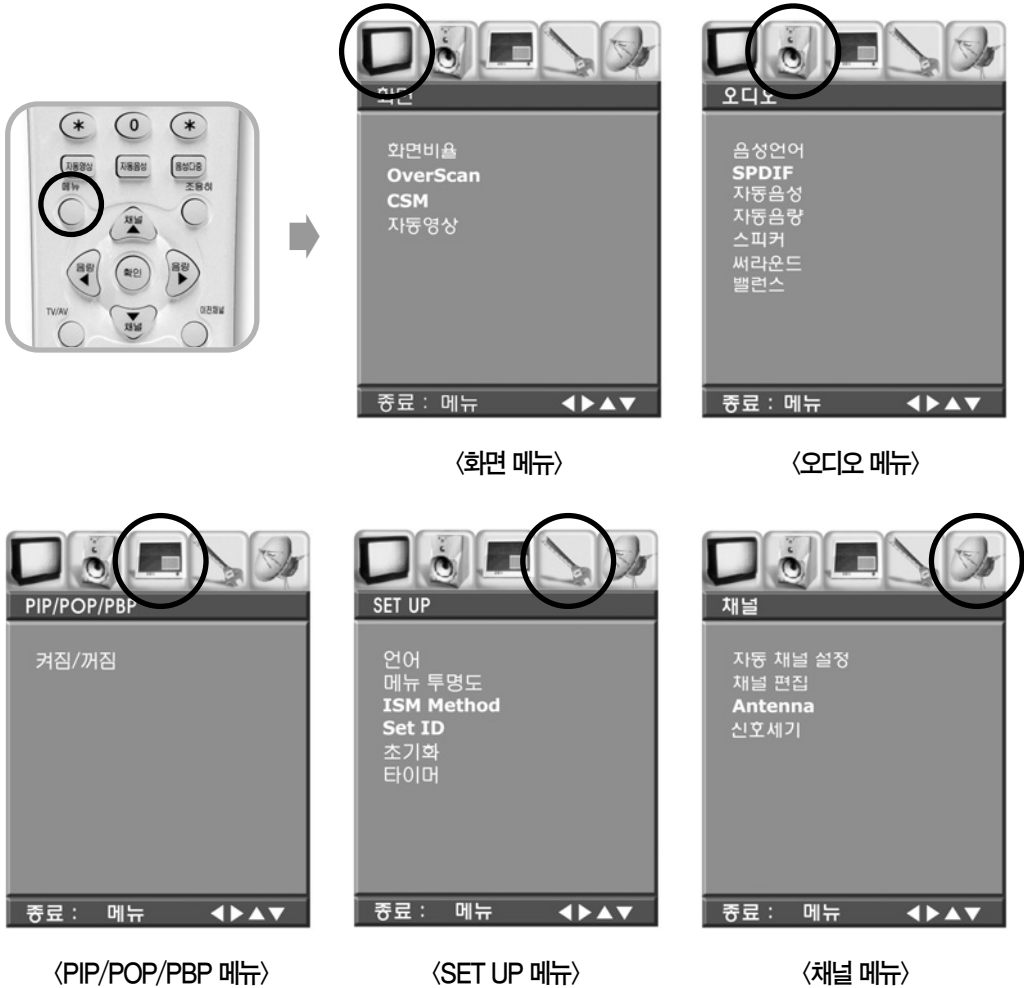 * 0 *
자동영상 자동음성 음성다중
메뉴 조용히
채널
음량 확인 음량
TV/AV 이전채널
채널
화면
화면비율
OverScan
CSM
자동영상
종료 : 메뉴 ◀▶▲▼
〈화면 메뉴〉
오디오
음성언어
SPDIF
자동음성
자동음량
스피커
써라운드
밸런스
종료 : 메뉴 ◀▶▲▼
〈오디오 메뉴〉
PIP/POP/PBP
켜짐/꺼짐
종료 : 메뉴 ◀▶▲▼
〈PIP/POP/PBP 메뉴〉
SET UP
언어
메뉴 투명도
ISM Method
Set ID
초기화
타이머
종료 : 메뉴 ◀▶▲▼
〈SET UP 메뉴〉
채널
자동 채널 설정
채널 편집
Antenna
신호세기
종료 : 메뉴 ◀▶▲▼
〈채널 메뉴〉